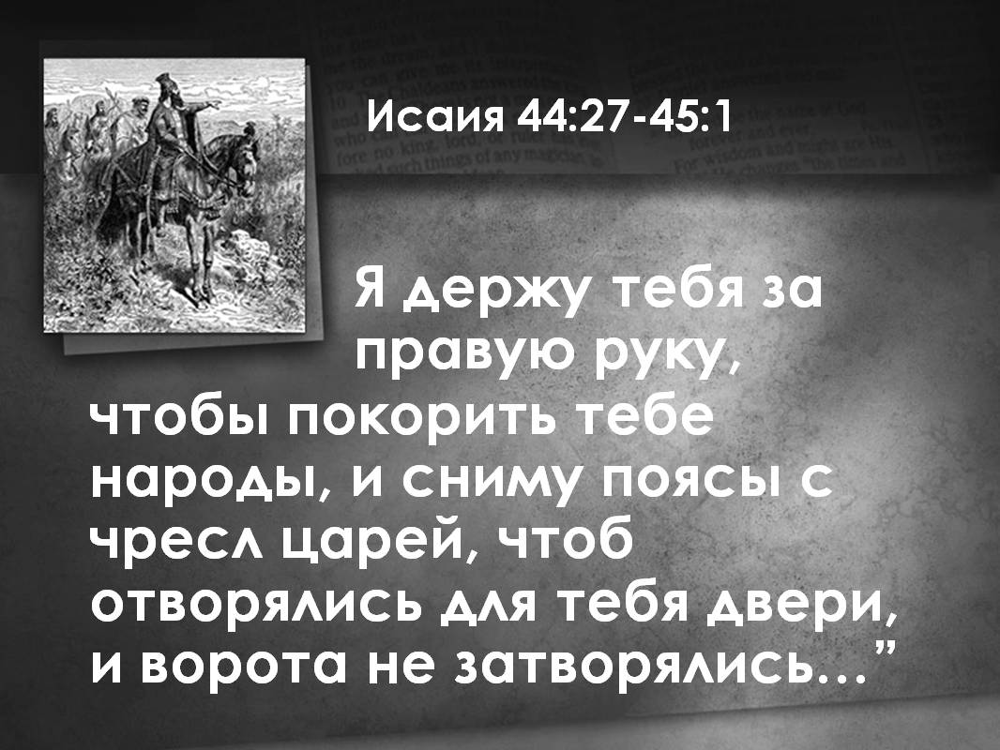 Исаия 44:27-45:1
Я держу тебя за
правую руку,
чтобы покорить тебе
народы, и сниму поясы с
чресл царей, чтоб
отворялись для тебя двери,
и ворота не затворялись…”